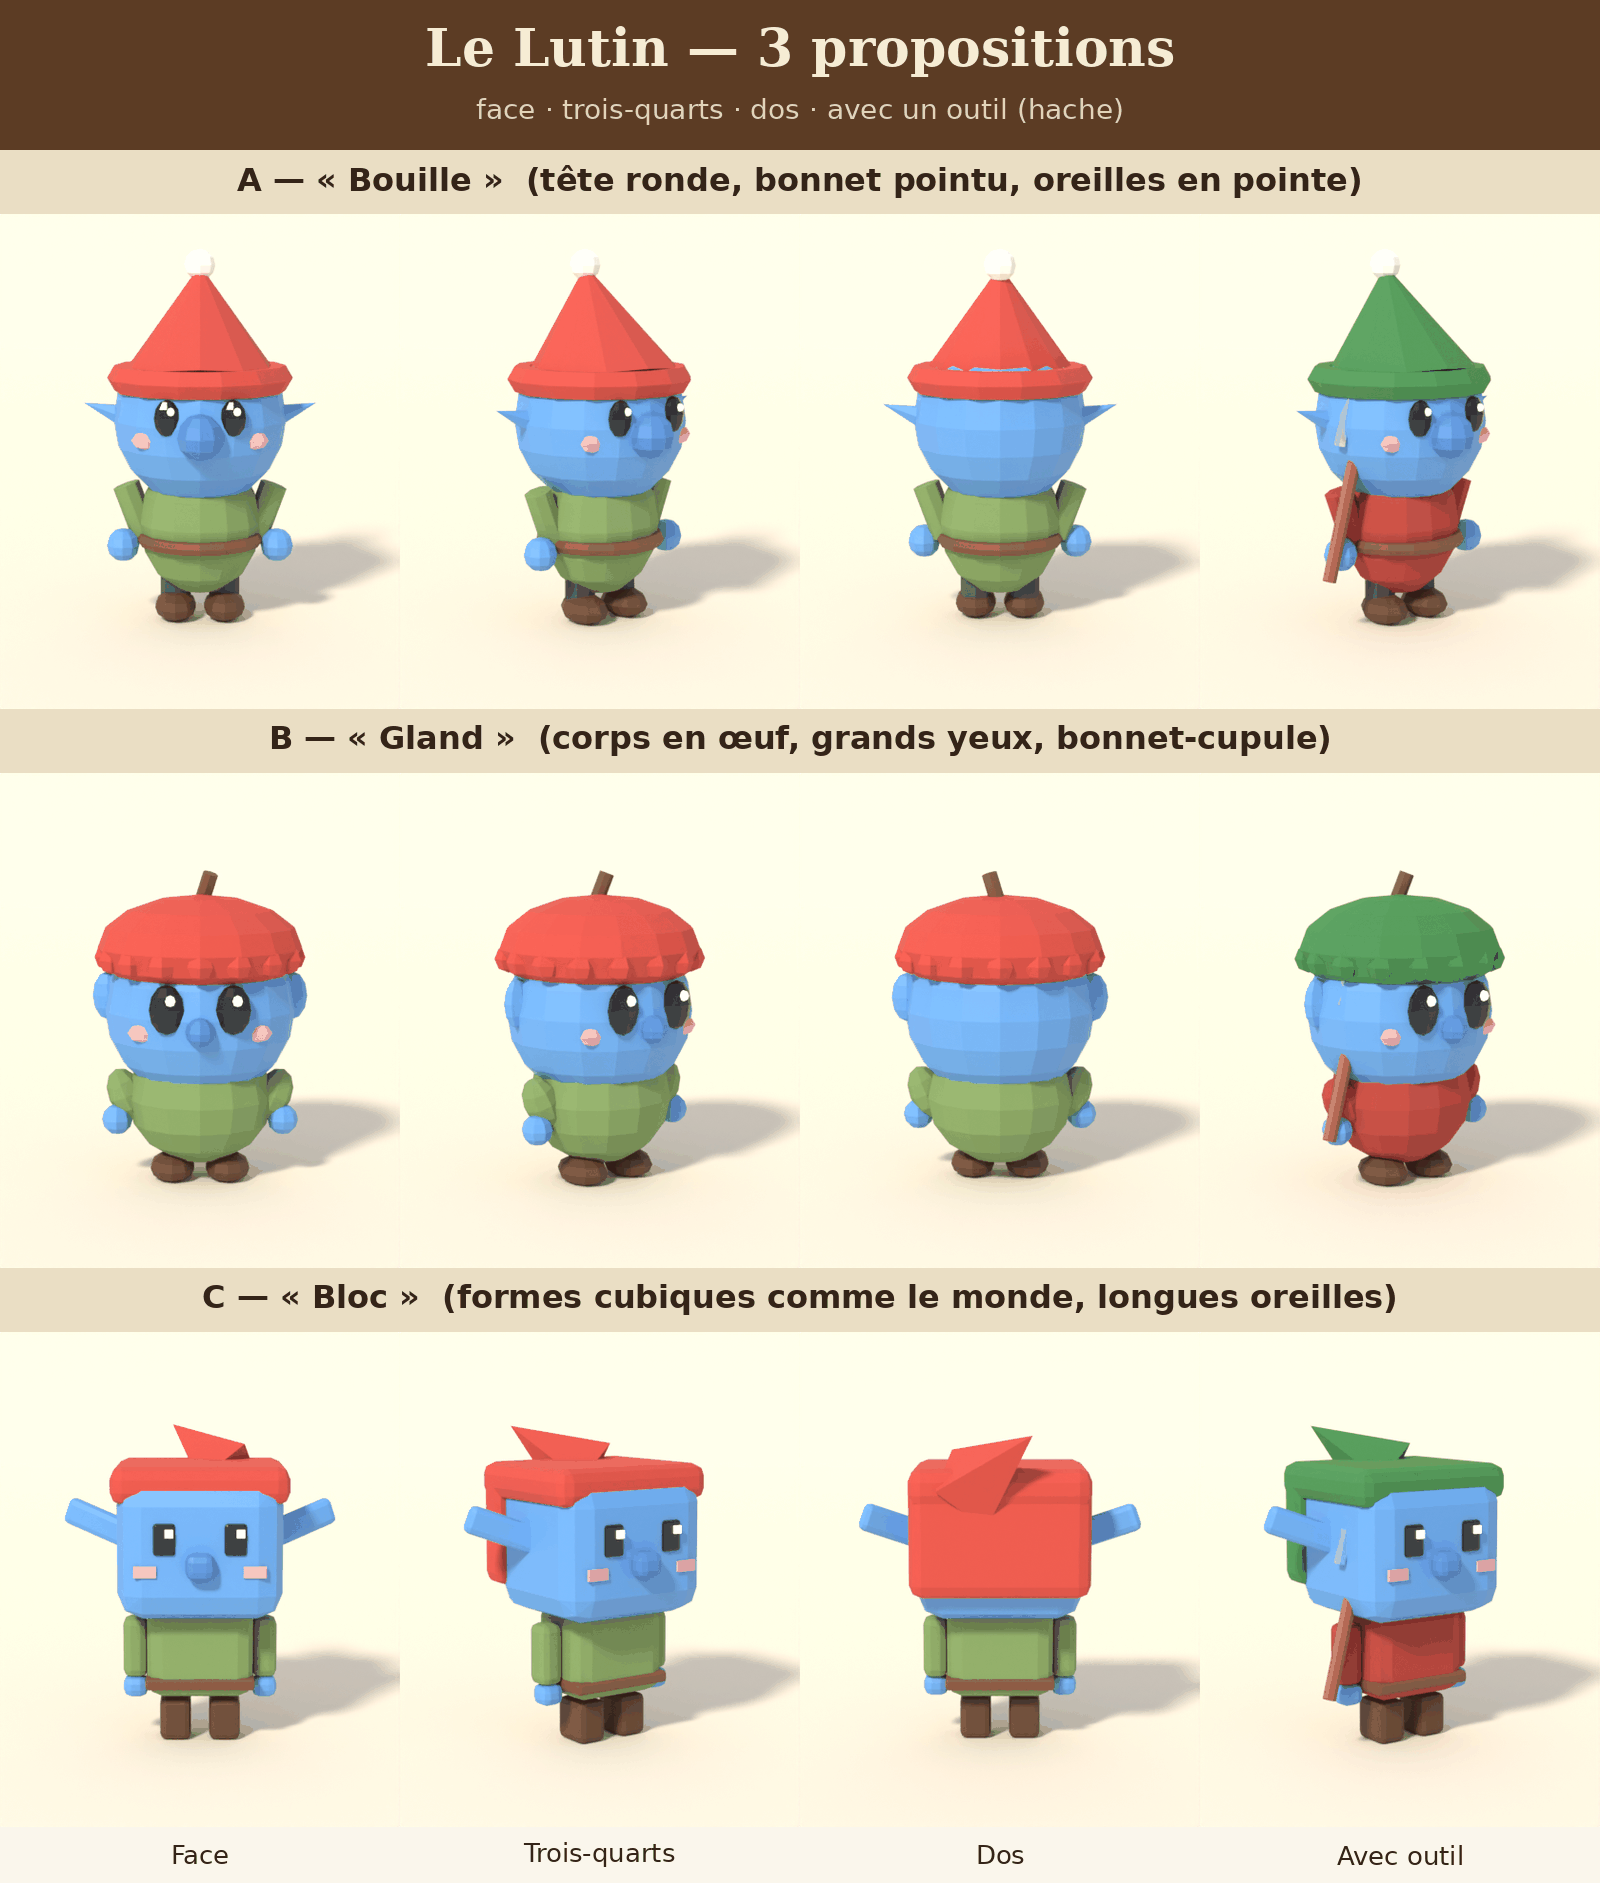 Le Lutin — 3 propositions
face · trois-quarts · dos · avec un outil (hache)
A — « Bouille » (tête ronde, bonnet pointu, oreilles en pointe)
B — « Gland » (corps en œuf, grands yeux, bonnet-cupule)
C — « Bloc » (formes cubiques comme le monde, longues oreilles)
Face
Trois-quarts
Dos
Avec outil